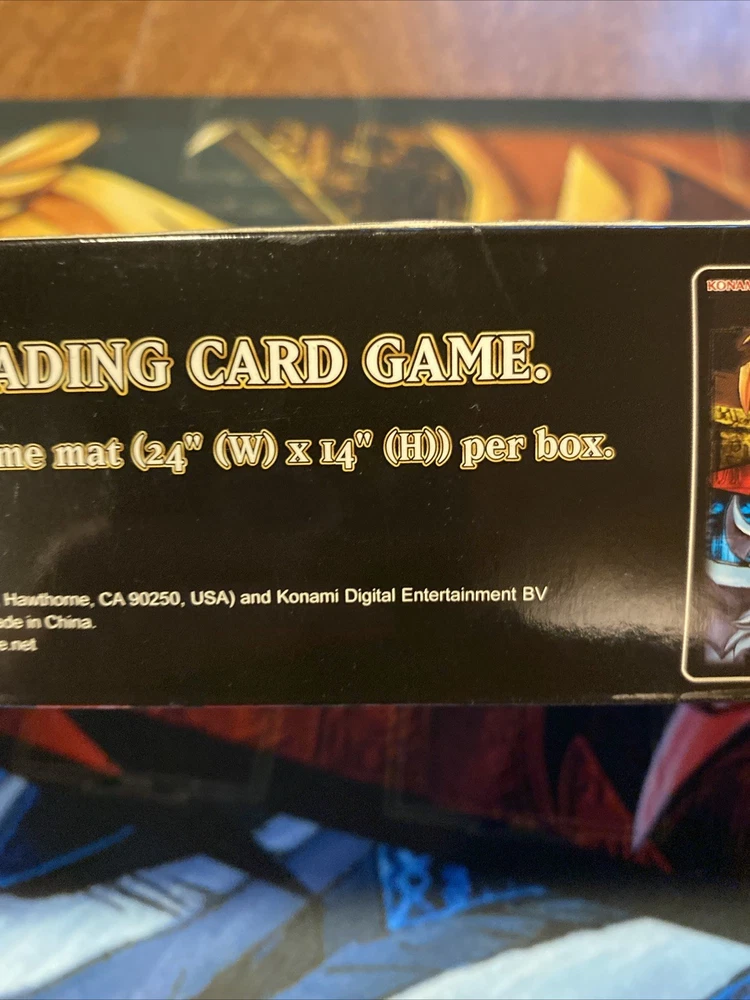 ADING CARD GAME.
me mat (24" (W) x 14" (H)) per box.
Hawthorne, CA 90250, USA) and Konami Digital Entertainment BV
de in China.
e.net
KONAM